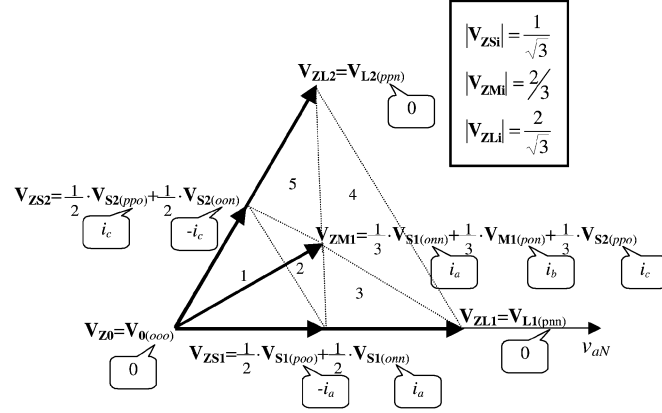 |V_ZSi| = 1/√3
|V_ZMi| = 2/3
|V_ZLi| = 2/√3
V_ZL2=V_L2(ppn)
0
5
4
V_ZS2=1/2·V_S2(ppo)+1/2·V_S2(oon)
i_c
-i_c
V_ZM1=1/3·V_S1(onn)+1/3·V_M1(pon)+1/3·V_S2(ppo)
i_a
i_b
i_c
1
2
3
V_Z0=V_0(ooo)
0
V_ZL1=V_L1(pnn)
0
v_aN
V_ZS1=1/2·V_S1(poo)+1/2·V_S1(onn)
-i_a
i_a